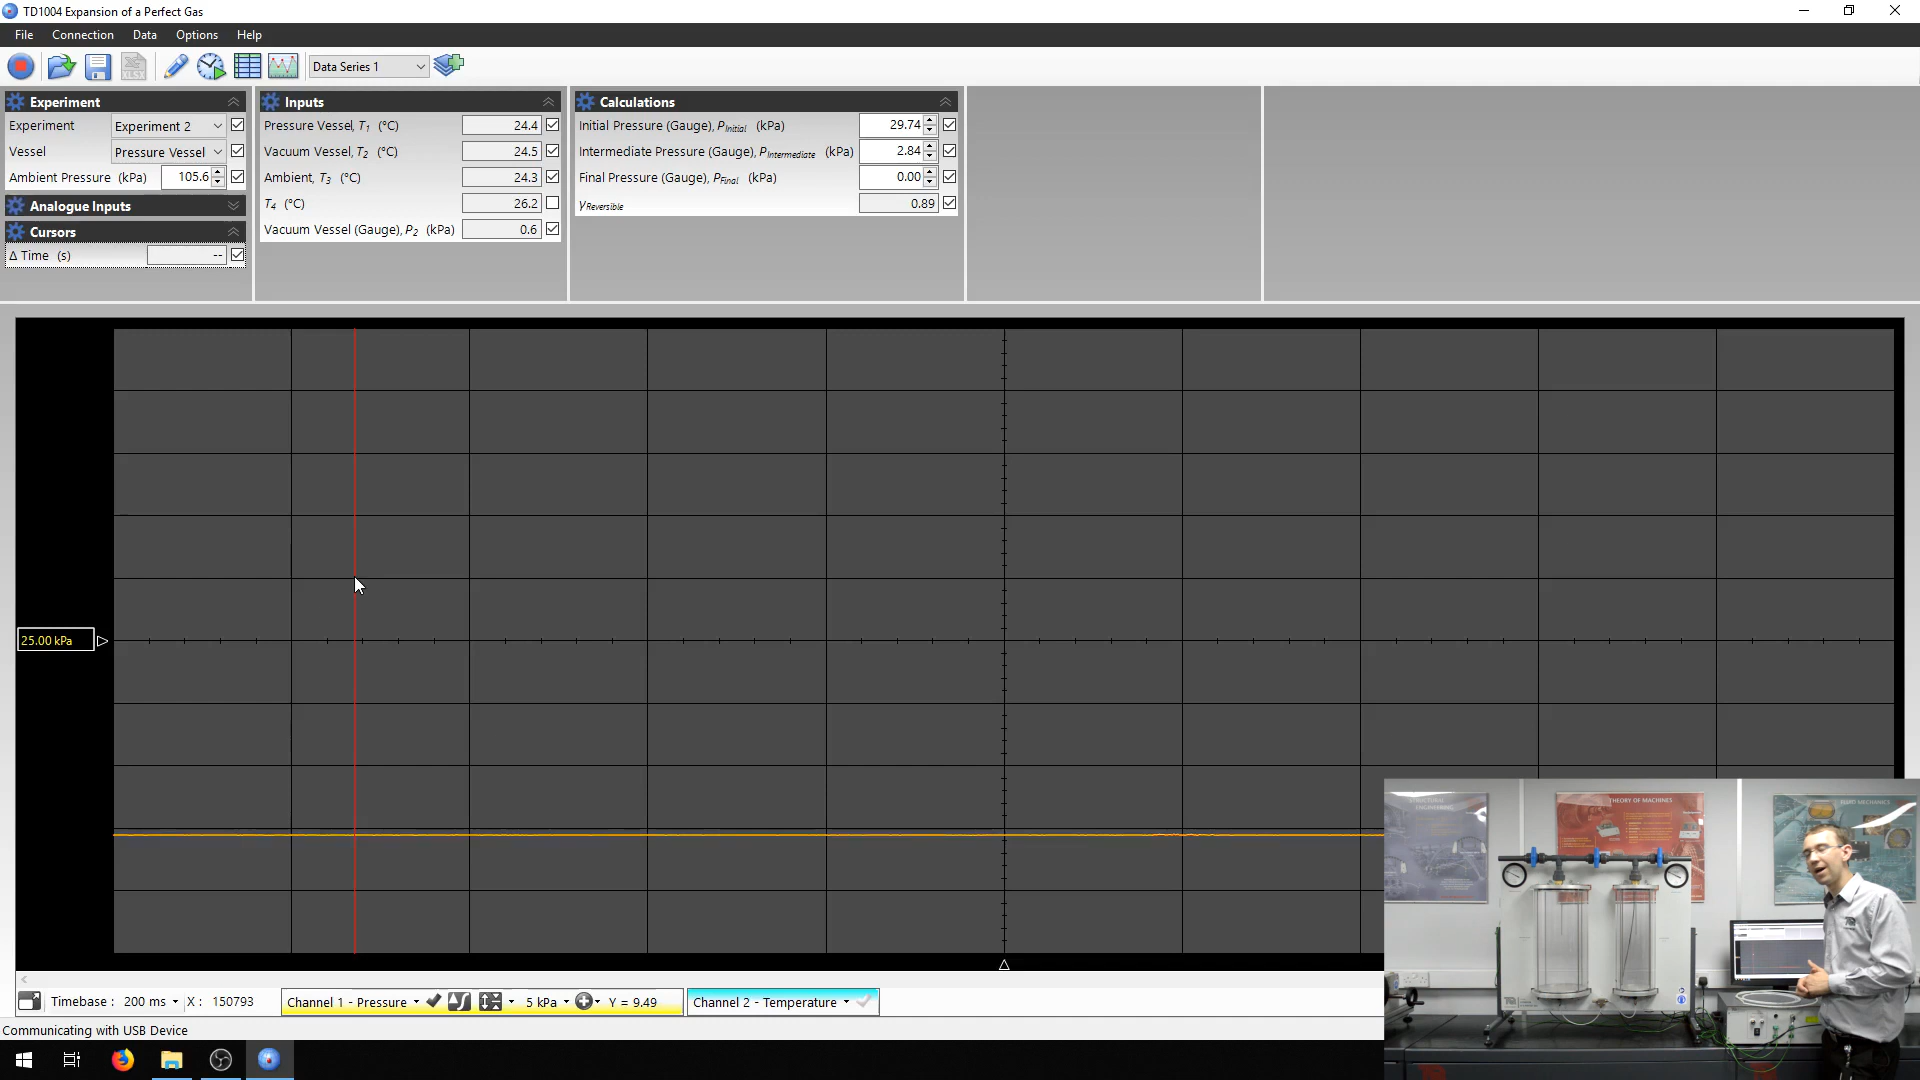 TD1004 Expansion of a Perfect Gas
File Connection Data Options Help
XLSX Data Series 1
Experiment
Experiment Experiment 2
Vessel Pressure Vessel
Ambient Pressure (kPa) 105.6
Analogue Inputs
Cursors
Δ Time (s) --
Inputs
Pressure Vessel, T1 (°C) 24.4
Vacuum Vessel, T2 (°C) 24.5
Ambient, T3 (°C) 24.3
T4 (°C) 26.2
Vacuum Vessel (Gauge), P2 (kPa) 0.6
Calculations
Initial Pressure (Gauge), PInitial (kPa) 29.74
Intermediate Pressure (Gauge), PIntermediate (kPa) 2.84
Final Pressure (Gauge), PFinal (kPa) 0.00
γReversible 0.89
25.00 kPa
STRUCTURE
ENGINEERING
THEORY OF MACHINES
FLUID MECHANICS
Timebase : 200 ms X : 150793 Channel 1 - Pressure 5 kPa Y = 9.49 Channel 2 - Temperature
Communicating with USB Device